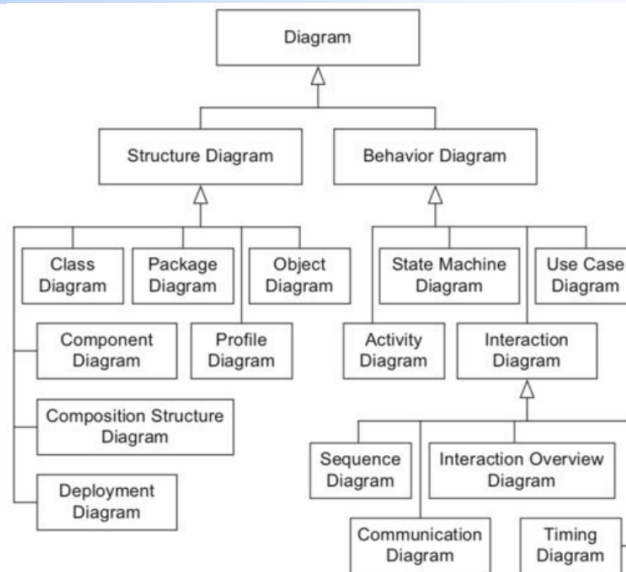 Diagram
Structure Diagram
Behavior Diagram
Class
Diagram
Package
Diagram
Object
Diagram
State Machine
Diagram
Use Case
Diagram
Component
Diagram
Profile
Diagram
Activity
Diagram
Interaction
Diagram
Composition Structure
Diagram
Deployment
Diagram
Sequence
Diagram
Interaction Overview
Diagram
Communication
Diagram
Timing
Diagram